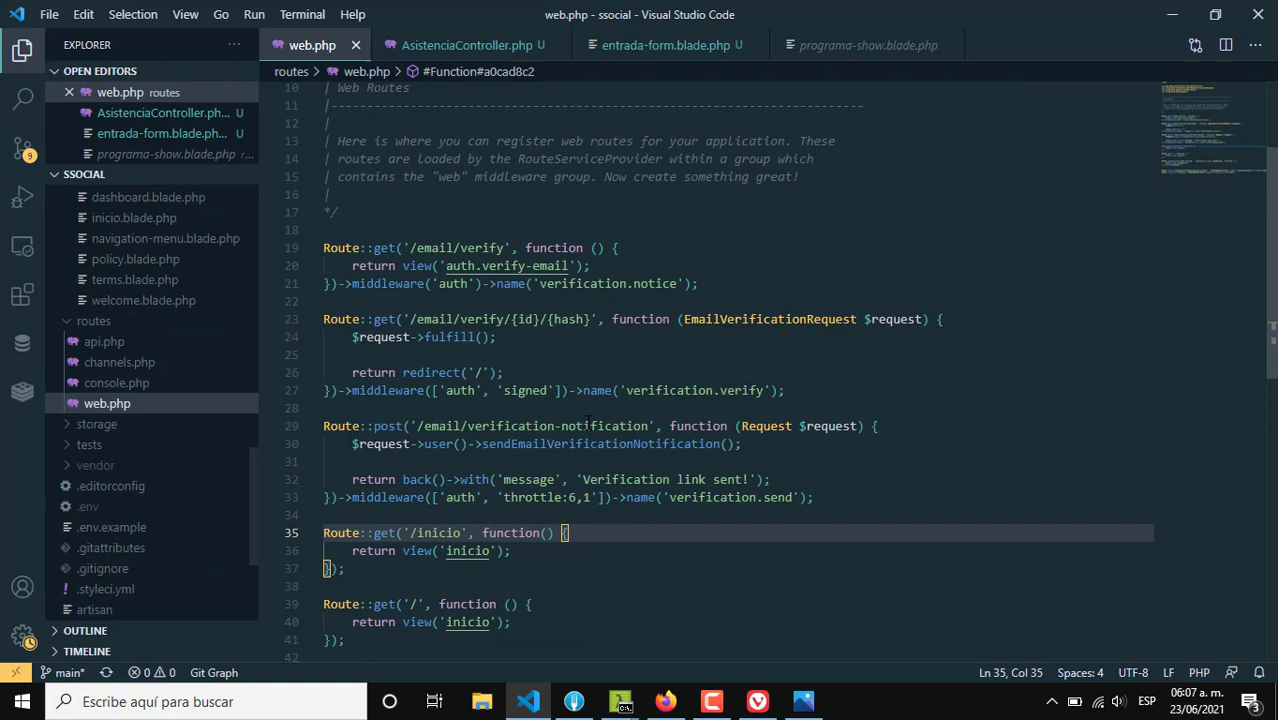 File Edit Selection View Go Run Terminal Help web.php - ssocial - Visual Studio Code
EXPLORER ...
web.php AsistenciaController.php U entrada-form.blade.php U programa-show.blade.php ...
OPEN EDITORS
routes > web.php > #Function#a0cad8c2
web.php routes
AsistenciaController.ph... U
entrada-form.blade.ph... U
programa-show.blade.php ro...
SSOCIAL
dashboard.blade.php
inicio.blade.php
navigation-menu.blade.php
policy.blade.php
terms.blade.php
welcome.blade.php
routes
api.php
channels.php
console.php
web.php
storage
tests
vendor
.editorconfig
.env
.env.example
.gitattributes
.gitignore
.styleci.yml
artisan
OUTLINE
TIMELINE
9
10 | Web Routes
11 |--------------------------------------------------------------------------
12 |
13 | Here is where you can register web routes for your application. These
14 | routes are loaded by the RouteServiceProvider within a group which
15 | contains the "web" middleware group. Now create something great!
16 |
17 */
18
19 Route::get('/email/verify', function () {
20 return view('auth.verify-email');
21 })->middleware('auth')->name('verification.notice');
22
23 Route::get('/email/verify/{id}/{hash}', function (EmailVerificationRequest $request) {
24 $request->fulfill();
25
26 return redirect('/');
27 })->middleware(['auth', 'signed'])->name('verification.verify');
28
29 Route::post('/email/verification-notification', function (Request $request) {
30 $request->user()->sendEmailVerificationNotification();
31
32 return back()->with('message', 'Verification link sent!');
33 })->middleware(['auth', 'throttle:6,1'])->name('verification.send');
34
35 Route::get('/inicio', function() {
36 return view('inicio');
37 });
38
39 Route::get('/', function () {
40 return view('inicio');
41 });
42
main* 0 0 Git Graph Ln 35, Col 35 Spaces: 4 UTF-8 LF PHP
Escribe aquí para buscar ESP 06:07 a. m.
23/06/2021 3